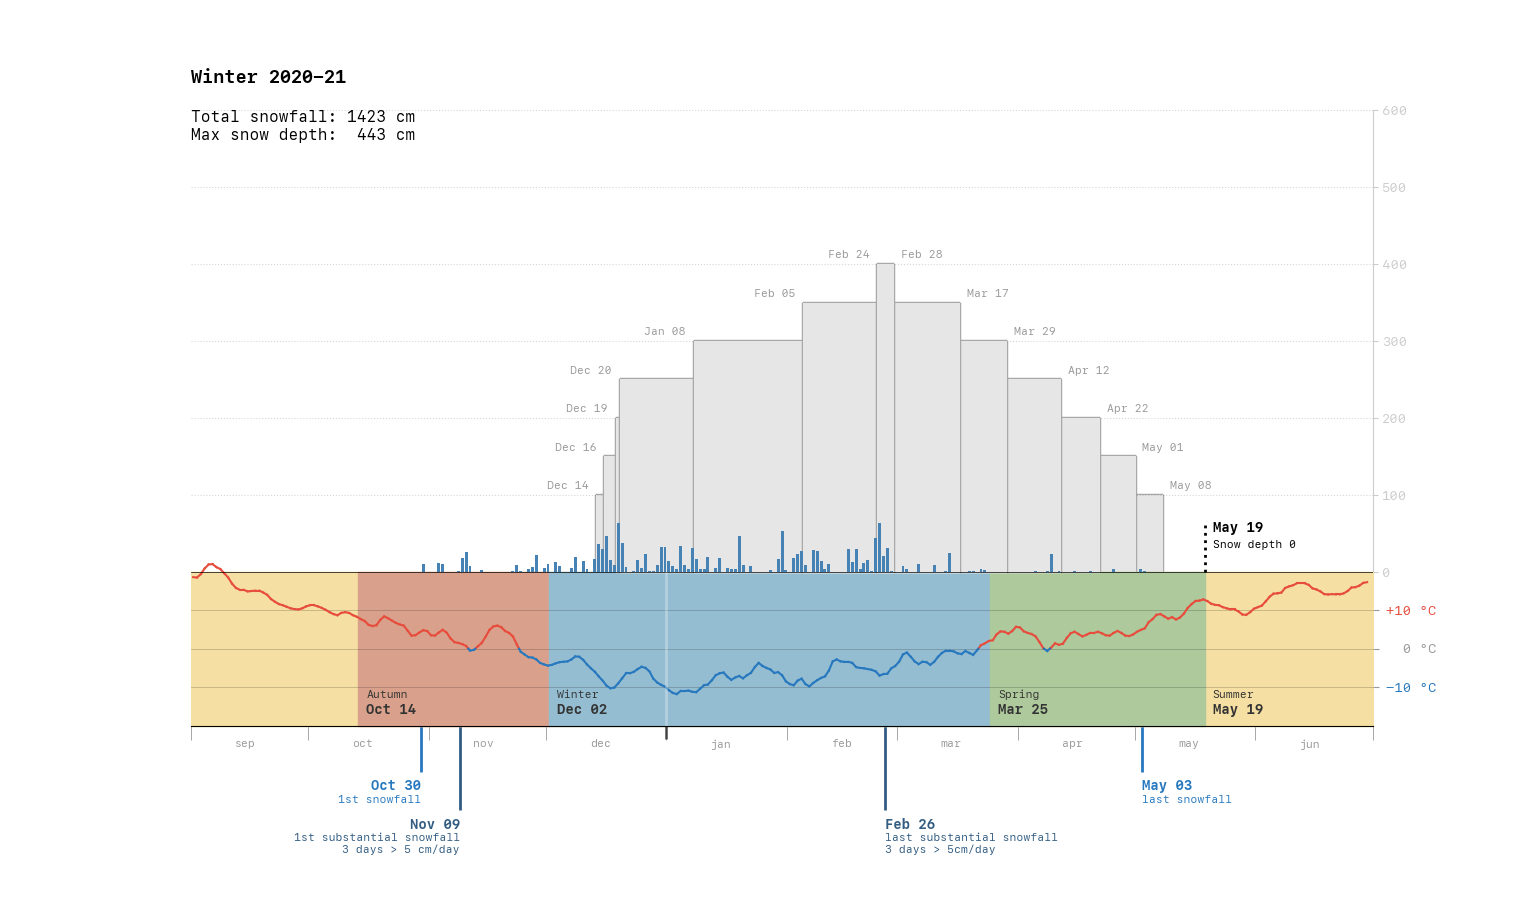 Winter 2020–21
Total snowfall: 1423 cm
Max snow depth:  443 cm
600
500
400
300
200
100
0
Feb 24
Feb 28
Feb 05
Mar 17
Jan 08
Mar 29
Dec 20
Apr 12
Dec 19
Apr 22
Dec 16
May 01
Dec 14
May 08
May 19
Snow depth 0
+10 °C
0 °C
−10 °C
Autumn
Oct 14
Winter
Dec 02
Spring
Mar 25
Summer
May 19
sep
oct
nov
dec
jan
feb
mar
apr
may
jun
Oct 30
1st snowfall
Nov 09
1st substantial snowfall
3 days > 5 cm/day
Feb 26
last substantial snowfall
3 days > 5cm/day
May 03
last snowfall